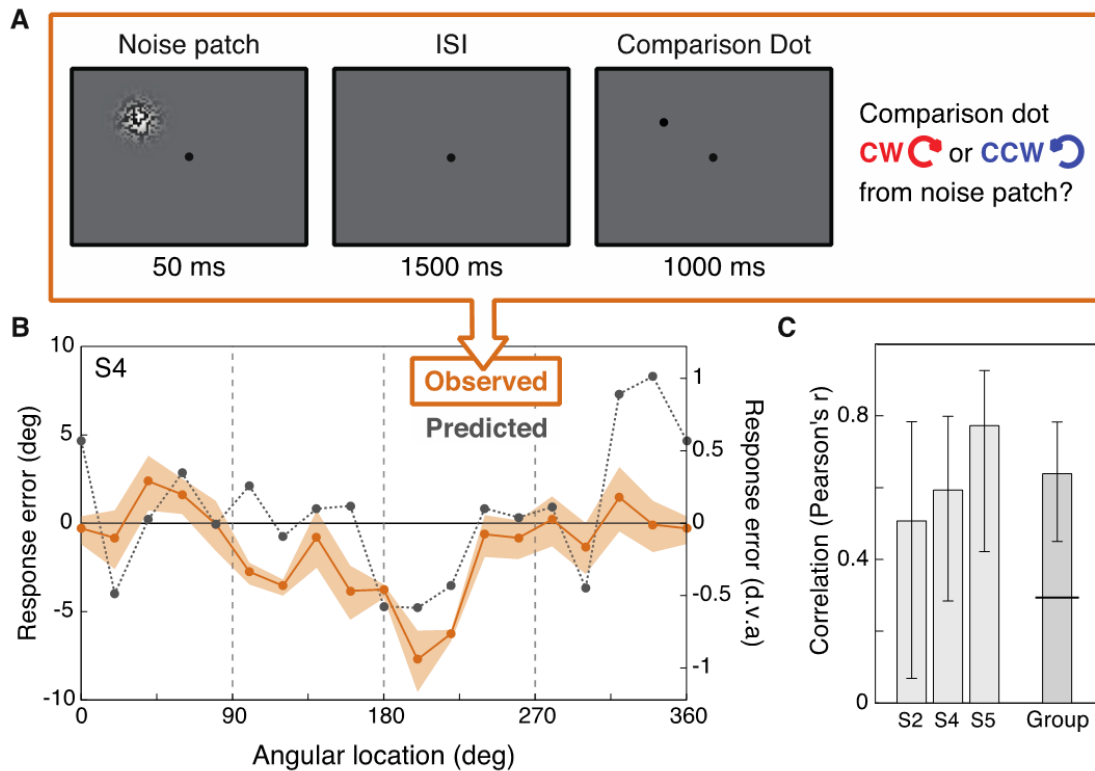 A
Noise patch
ISI
Comparison Dot
50 ms
1500 ms
1000 ms
Comparison dot
CW or CCW
from noise patch?
B
S4
Observed
Predicted
Response error (deg)
10
5
0
-5
-10
Response error (d.v.a)
1
0.5
0
-0.5
-1
0
90
180
270
360
Angular location (deg)
C
Correlation (Pearson's r)
0.8
0.4
0
S2
S4
S5
Group